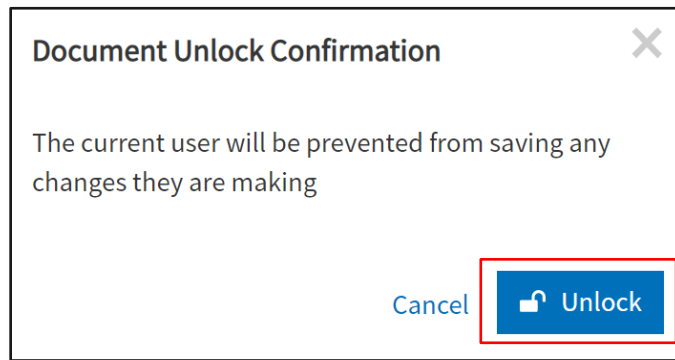 Document Unlock Confirmation
The current user will be prevented from saving any
changes they are making
Cancel
Unlock